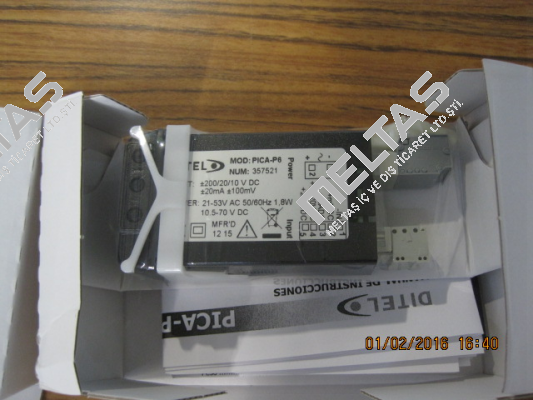 MELTAS
MELTAŞ İÇ VE DIŞ TİCARET LTD.ŞTİ.
DITEL
MOD: PICA-P6
NUM: 357521
±200/20/10 V DC
±20mA ±100mV
ER: 21-53V AC 50/60Hz 1,8W
10.5-70 V DC
MFR'D
12 15
Power
Input
DITEL
MANUAL DE INSTRUCCIONES
PICA-P
01/02/2016 16:40